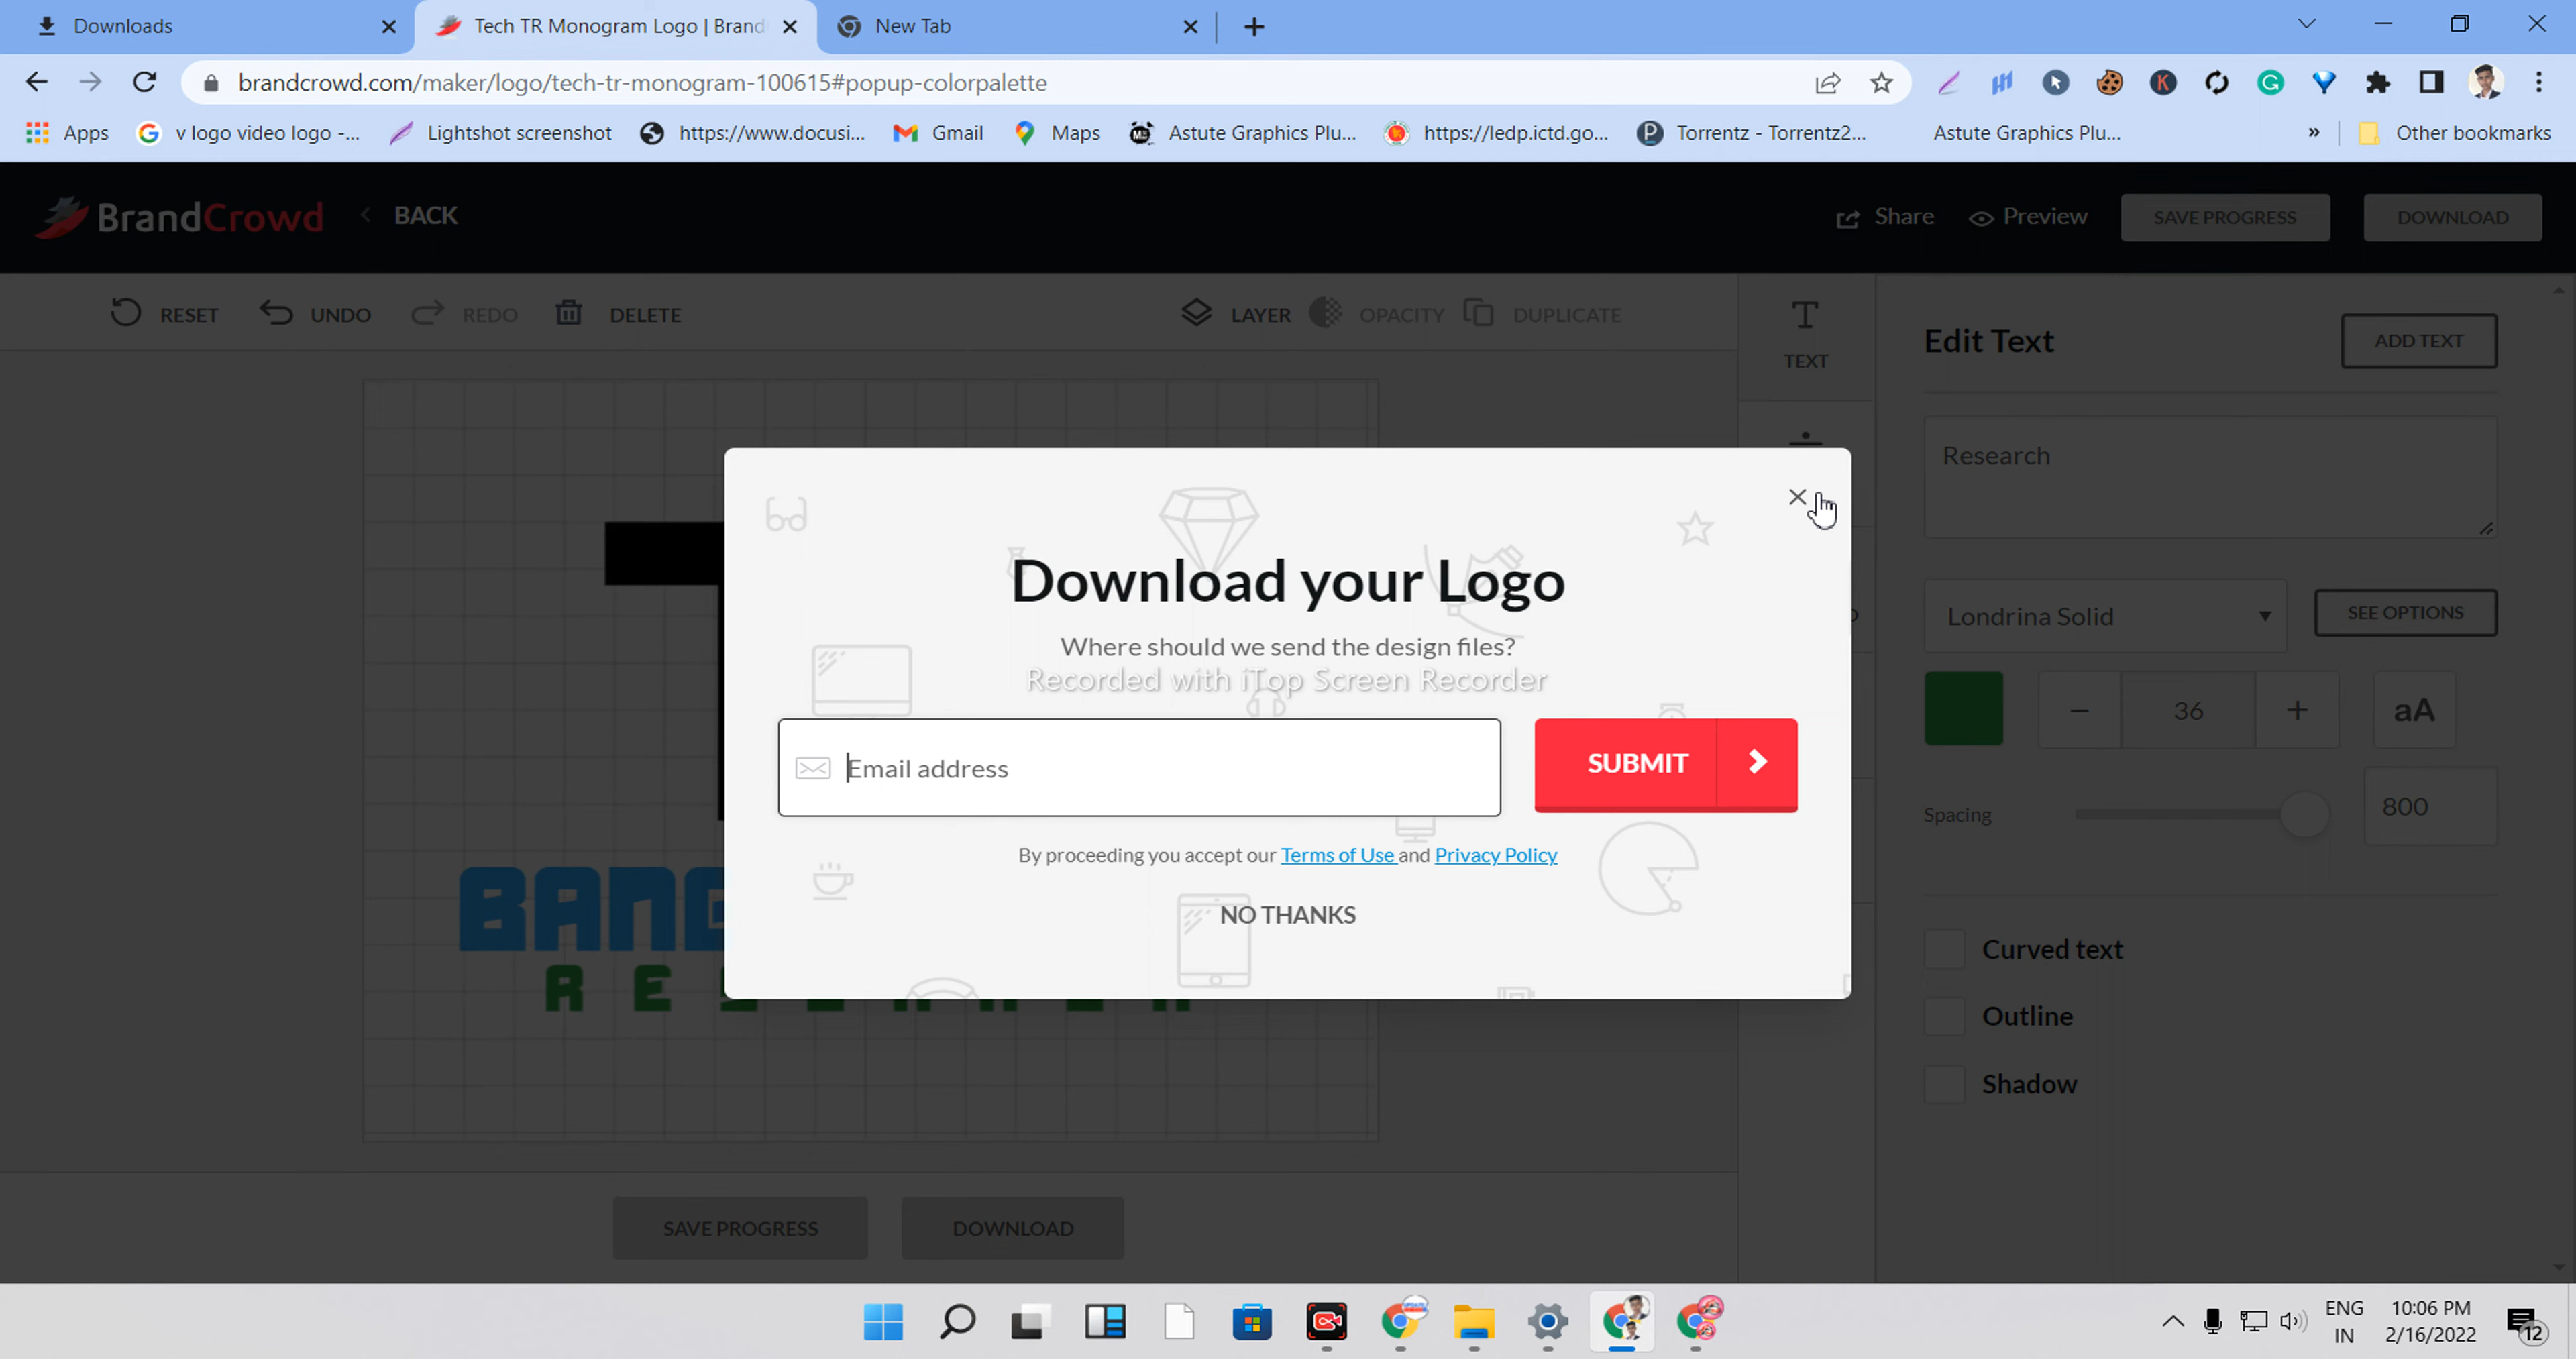 Downloads
Tech TR Monogram Logo | Brand
New Tab
brandcrowd.com/maker/logo/tech-tr-monogram-100615#popup-colorpalette
Apps
v logo video logo -...
Lightshot screenshot
https://www.docusi...
Gmail
Maps
Astute Graphics Plu...
https://ledp.ictd.go...
Torrentz - Torrentz2...
Astute Graphics Plu...
»
Other bookmarks
BrandCrowd
BACK
Share
Preview
SAVE PROGRESS
DOWNLOAD
RESET
UNDO
REDO
DELETE
LAYER
OPACITY
DUPLICATE
TEXT
Edit Text
ADD TEXT
Research
Londrina Solid
SEE OPTIONS
36
aA
Spacing
800
Curved text
Outline
Shadow
Download your Logo
Where should we send the design files?
Recorded with iTop Screen Recorder
Email address
SUBMIT
By proceeding you accept our Terms of Use and Privacy Policy
NO THANKS
SAVE PROGRESS
DOWNLOAD
ENG
IN
10:06 PM
2/16/2022
12